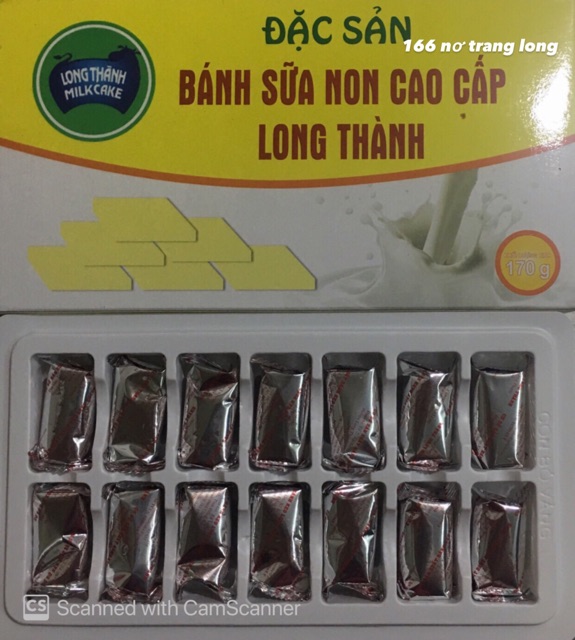 ĐẶC SẢN
166 nơ trang long
LONG THÀNH
MILKCAKE
BÁNH SỮA NON CAO CẤP
LONG THÀNH
170 g
CS Scanned with CamScanner